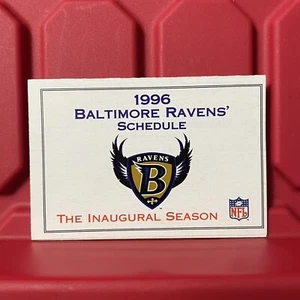 1996
BALTIMORE RAVENS'
SCHEDULE
RAVENS
B
THE INAUGURAL SEASON
NFL